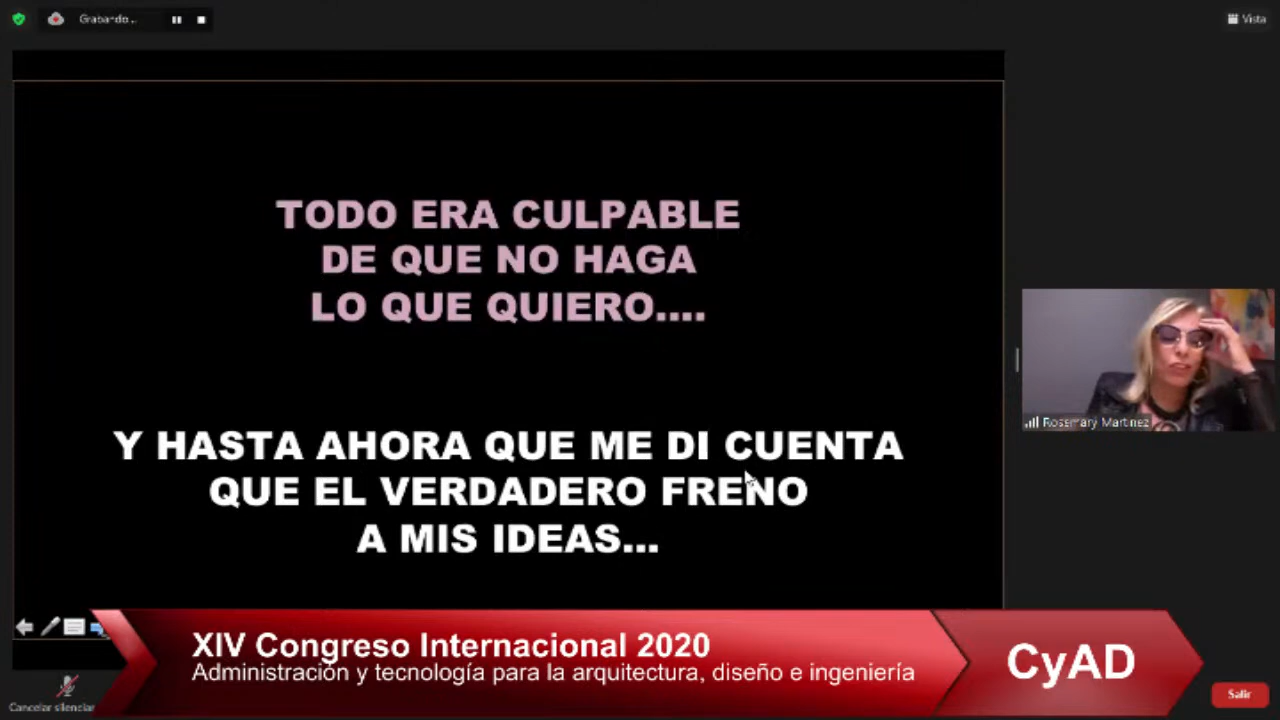 Grabando...
Vista
TODO ERA CULPABLE
DE QUE NO HAGA
LO QUE QUIERO....
Y HASTA AHORA QUE ME DI CUENTA
QUE EL VERDADERO FRENO
A MIS IDEAS...
Rossmary Martinez
XIV Congreso Internacional 2020
Administración y tecnología para la arquitectura, diseño e ingeniería
CyAD
Cancelar silenciar
Salir